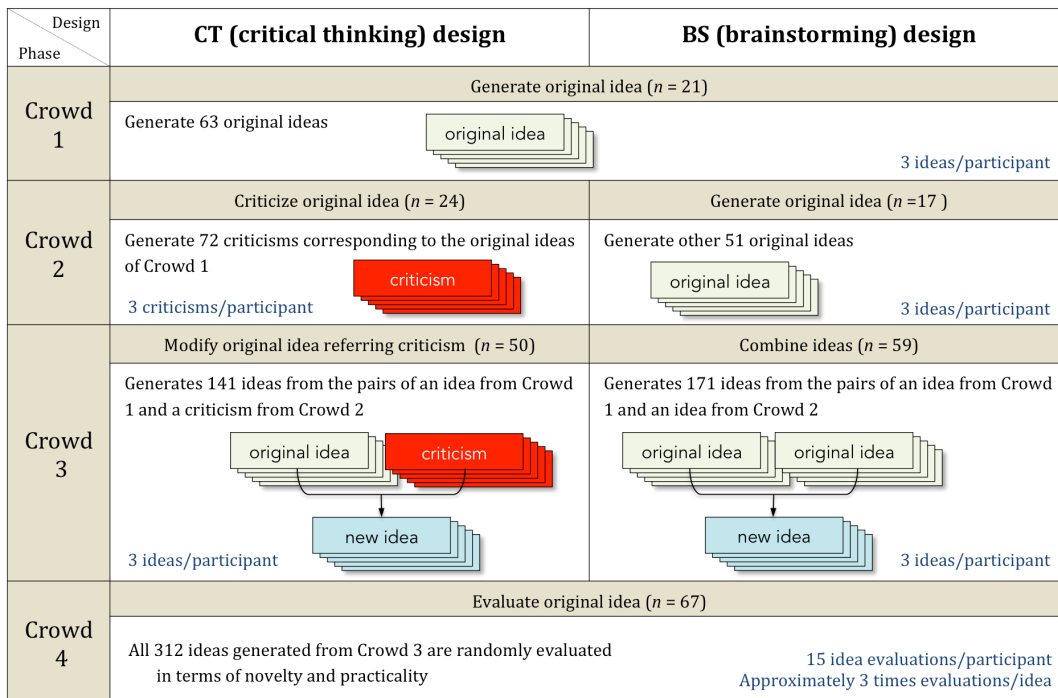 Design
Phase
CT (critical thinking) design
BS (brainstorming) design
Crowd
1
Generate original idea (n = 21)
Generate 63 original ideas
original idea
3 ideas/participant
Crowd
2
Criticize original idea (n = 24)
Generate 72 criticisms corresponding to the original ideas
of Crowd 1
criticism
3 criticisms/participant
Generate original idea (n =17 )
Generate other 51 original ideas
original idea
3 ideas/participant
Crowd
3
Modify original idea referring criticism (n = 50)
Generates 141 ideas from the pairs of an idea from Crowd
1 and a criticism from Crowd 2
original idea
criticism
new idea
3 ideas/participant
Combine ideas (n = 59)
Generates 171 ideas from the pairs of an idea from Crowd
1 and an idea from Crowd 2
original idea
original idea
new idea
3 ideas/participant
Crowd
4
Evaluate original idea (n = 67)
All 312 ideas generated from Crowd 3 are randomly evaluated
in terms of novelty and practicality
15 idea evaluations/participant
Approximately 3 times evaluations/idea